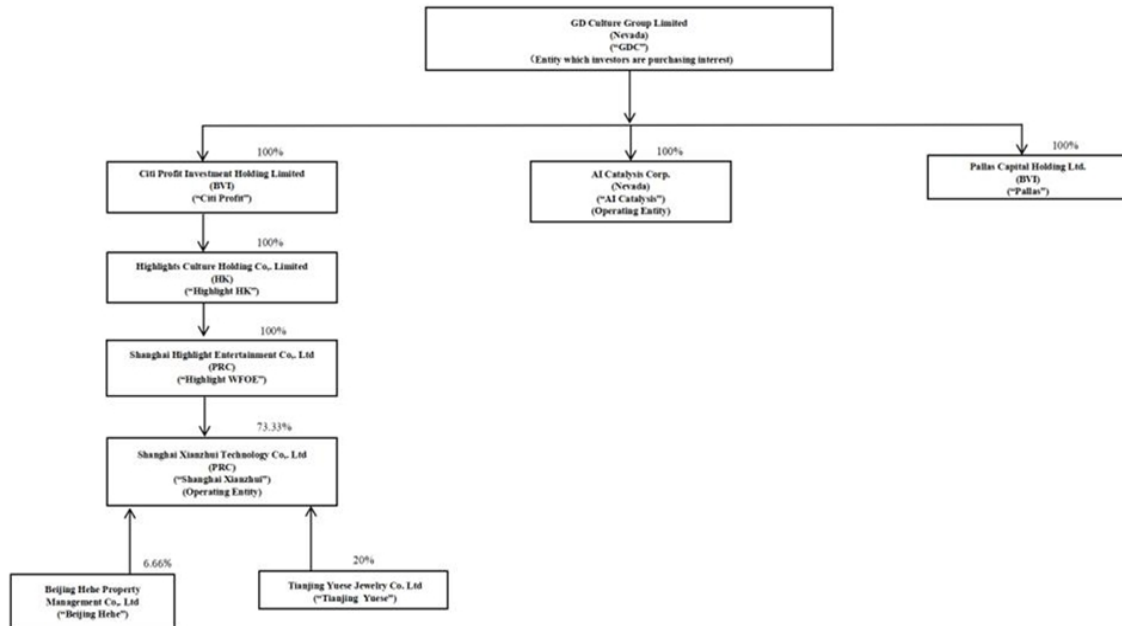 GD Culture Group Limited
(Nevada)
(“GDC”)
(Entity which investors are purchasing interest)
100%
100%
100%
Citi Profit Investment Holding Limited
(BVI)
(“Citi Profit”)
AI Catalysis Corp.
(Nevada)
(“AI Catalysis”)
(Operating Entity)
Pallas Capital Holding Ltd.
(BVI)
(“Pallas”)
100%
Highlights Culture Holding Co,. Limited
(HK)
(“Highlight HK”)
100%
Shanghai Highlight Entertainment Co,. Ltd
(PRC)
(“Highlight WFOE”)
73.33%
Shanghai Xianzhui Technology Co,. Ltd
(PRC)
(“Shanghai Xianzhui”)
(Operating Entity)
6.66%
20%
Beijing Hehe Property
Management Co,. Ltd
(“Beijing Hehe”)
Tianjing Yuese Jewelry Co. Ltd
(“Tianjing Yuese”)